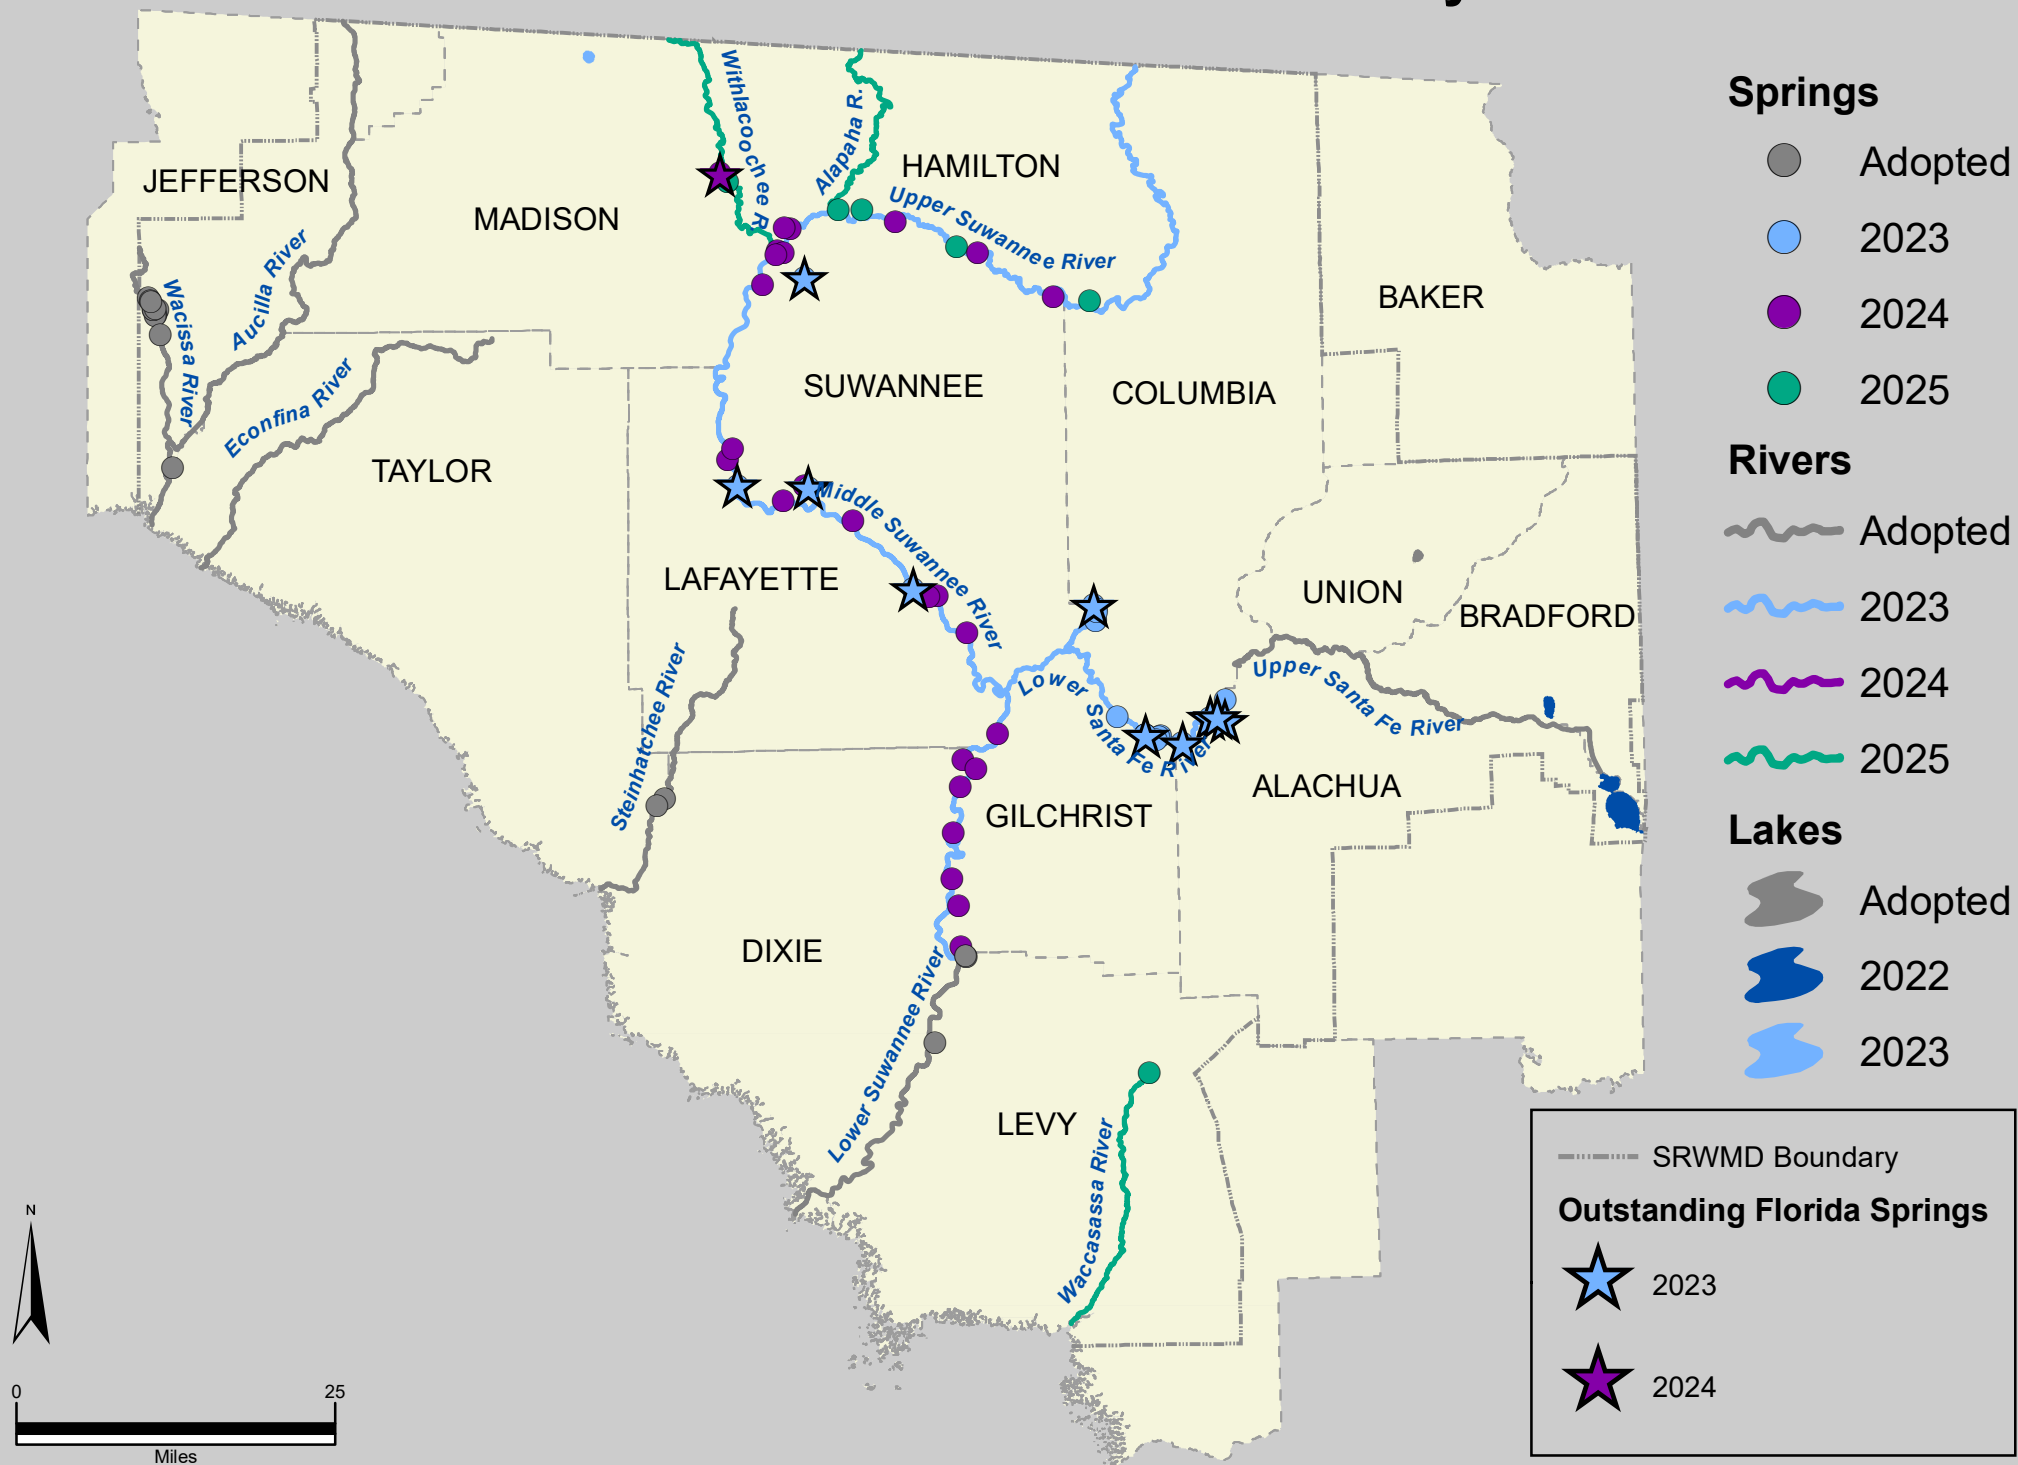 Springs
Adopted
2023
2024
2025
Rivers
Adopted
2023
2024
2025
Lakes
Adopted
2022
2023
SRWMD Boundary
Outstanding Florida Springs
2023
2024
JEFFERSON
MADISON
HAMILTON
BAKER
SUWANNEE
COLUMBIA
TAYLOR
LAFAYETTE
UNION
BRADFORD
ALACHUA
GILCHRIST
DIXIE
LEVY
Withlacoochee R.
Alapaha R.
Upper Suwannee River
Wacissa River
Aucilla River
Econfina River
Middle Suwannee River
Steinhatchee River
Lower Santa Fe River
Upper Santa Fe River
Lower Suwannee River
Waccasassa River
N
0 25
Miles